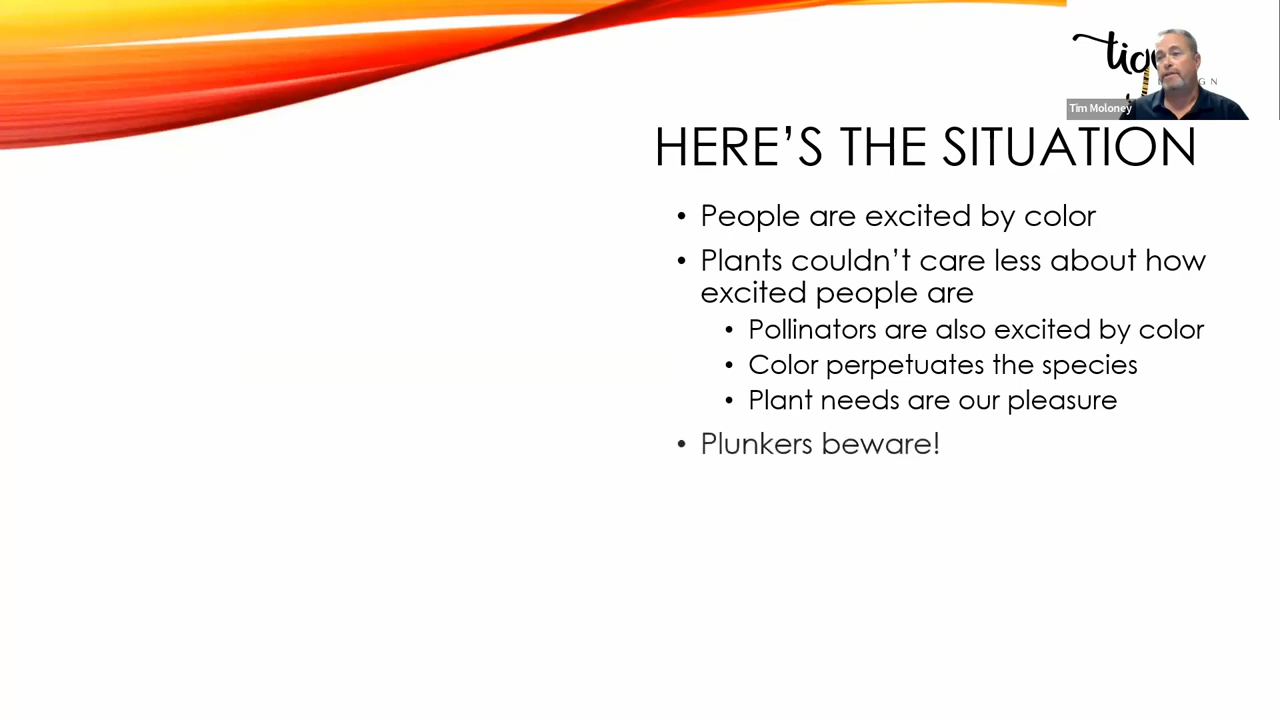 Tim Moloney
HERE'S THE SITUATION
• People are excited by color
• Plants couldn't care less about how
excited people are
• Pollinators are also excited by color
• Color perpetuates the species
• Plant needs are our pleasure
• Plunkers beware!